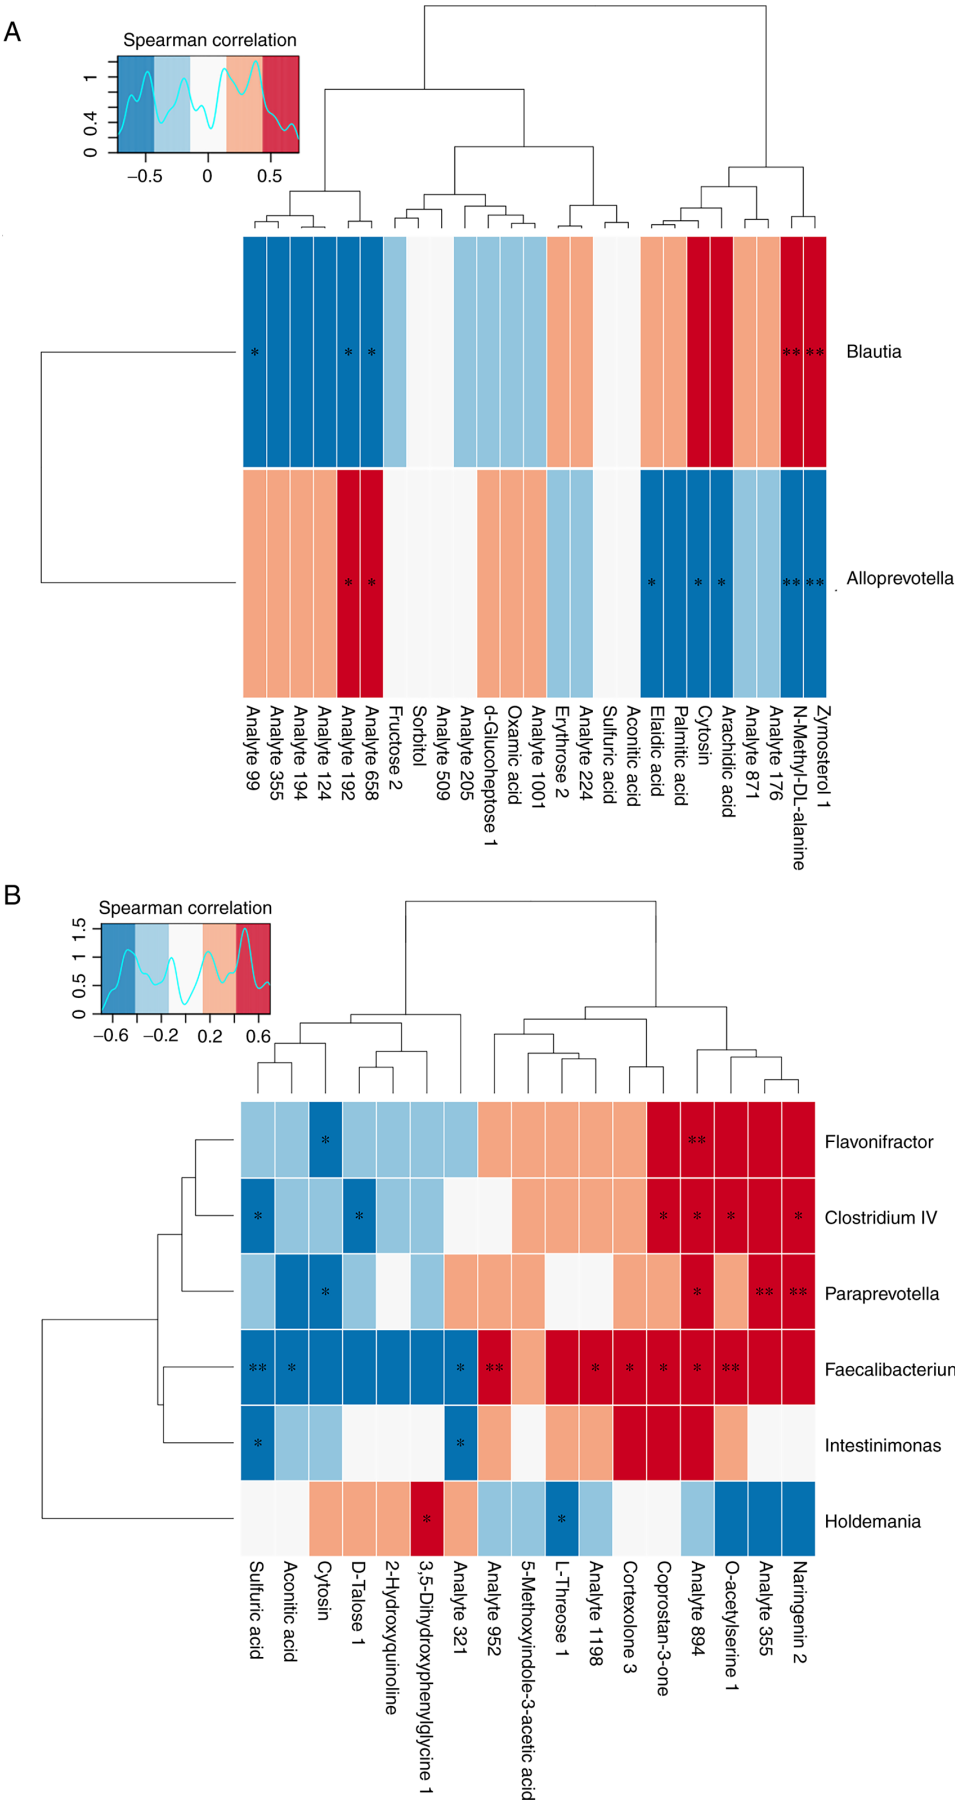 A
Spearman correlation
1
0.4
0
−0.5 0 0.5
* * * ** **
Blautia
* * * * * ** **
Alloprevotella
Analyte 99
Analyte 355
Analyte 194
Analyte 124
Analyte 192
Analyte 658
Fructose 2
Sorbitol
Analyte 509
Analyte 205
d-Glucoheptose 1
Oxamic acid
Analyte 1001
Erythrose 2
Analyte 224
Sulfuric acid
Aconitic acid
Elaidic acid
Palmitic acid
Cytosin
Arachidic acid
Analyte 871
Analyte 176
N-Methyl-DL-alanine
Zymosterol 1
B
Spearman correlation
1.5
1
0.5
0
−0.6 −0.2 0.2 0.6
* **
Flavonifractor
* * * * * *
Clostridium IV
* * ** **
Paraprevotella
** * * ** * * * * **
Faecalibacteriun
* *
Intestinimonas
* *
Holdemania
Sulfuric acid
Aconitic acid
Cytosin
D-Talose 1
2-Hydroxyquinoline
3,5-Dihydroxyphenylglycine 1
Analyte 321
Analyte 952
5-Methoxyindole-3-acetic acid
L-Threose 1
Analyte 1198
Cortexolone 3
Coprostan-3-one
Analyte 894
O-acetylserine 1
Analyte 355
Naringenin 2